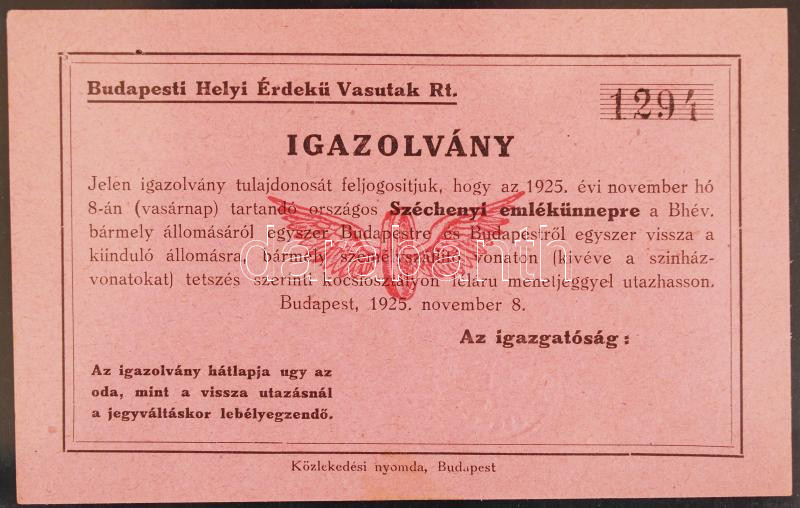 Budapesti Helyi Érdekü Vasutak Rt.
1294
IGAZOLVÁNY
Jelen igazolvány tulajdonosát feljogositjuk, hogy az 1925. évi november hó
8-án (vasárnap) tartandó országos Széchenyi emlékünnepre a Bhév.
bármely állomásáról egyszer Budapestre és Budapestről egyszer vissza a
kiinduló állomásra, bármely személyszállitó vonaton (kivéve a szinház-
vonatokat) tetszés szerinti kocsiosztályon féláru menetjeggyel utazhasson.
Budapest, 1925. november 8.
Az igazgatóság:
Az igazolvány hátlapja ugy az
oda, mint a vissza utazásnál
a jegyváltáskor lebélyegzendő.
Közlekedési nyomda, Budapest
darabanth